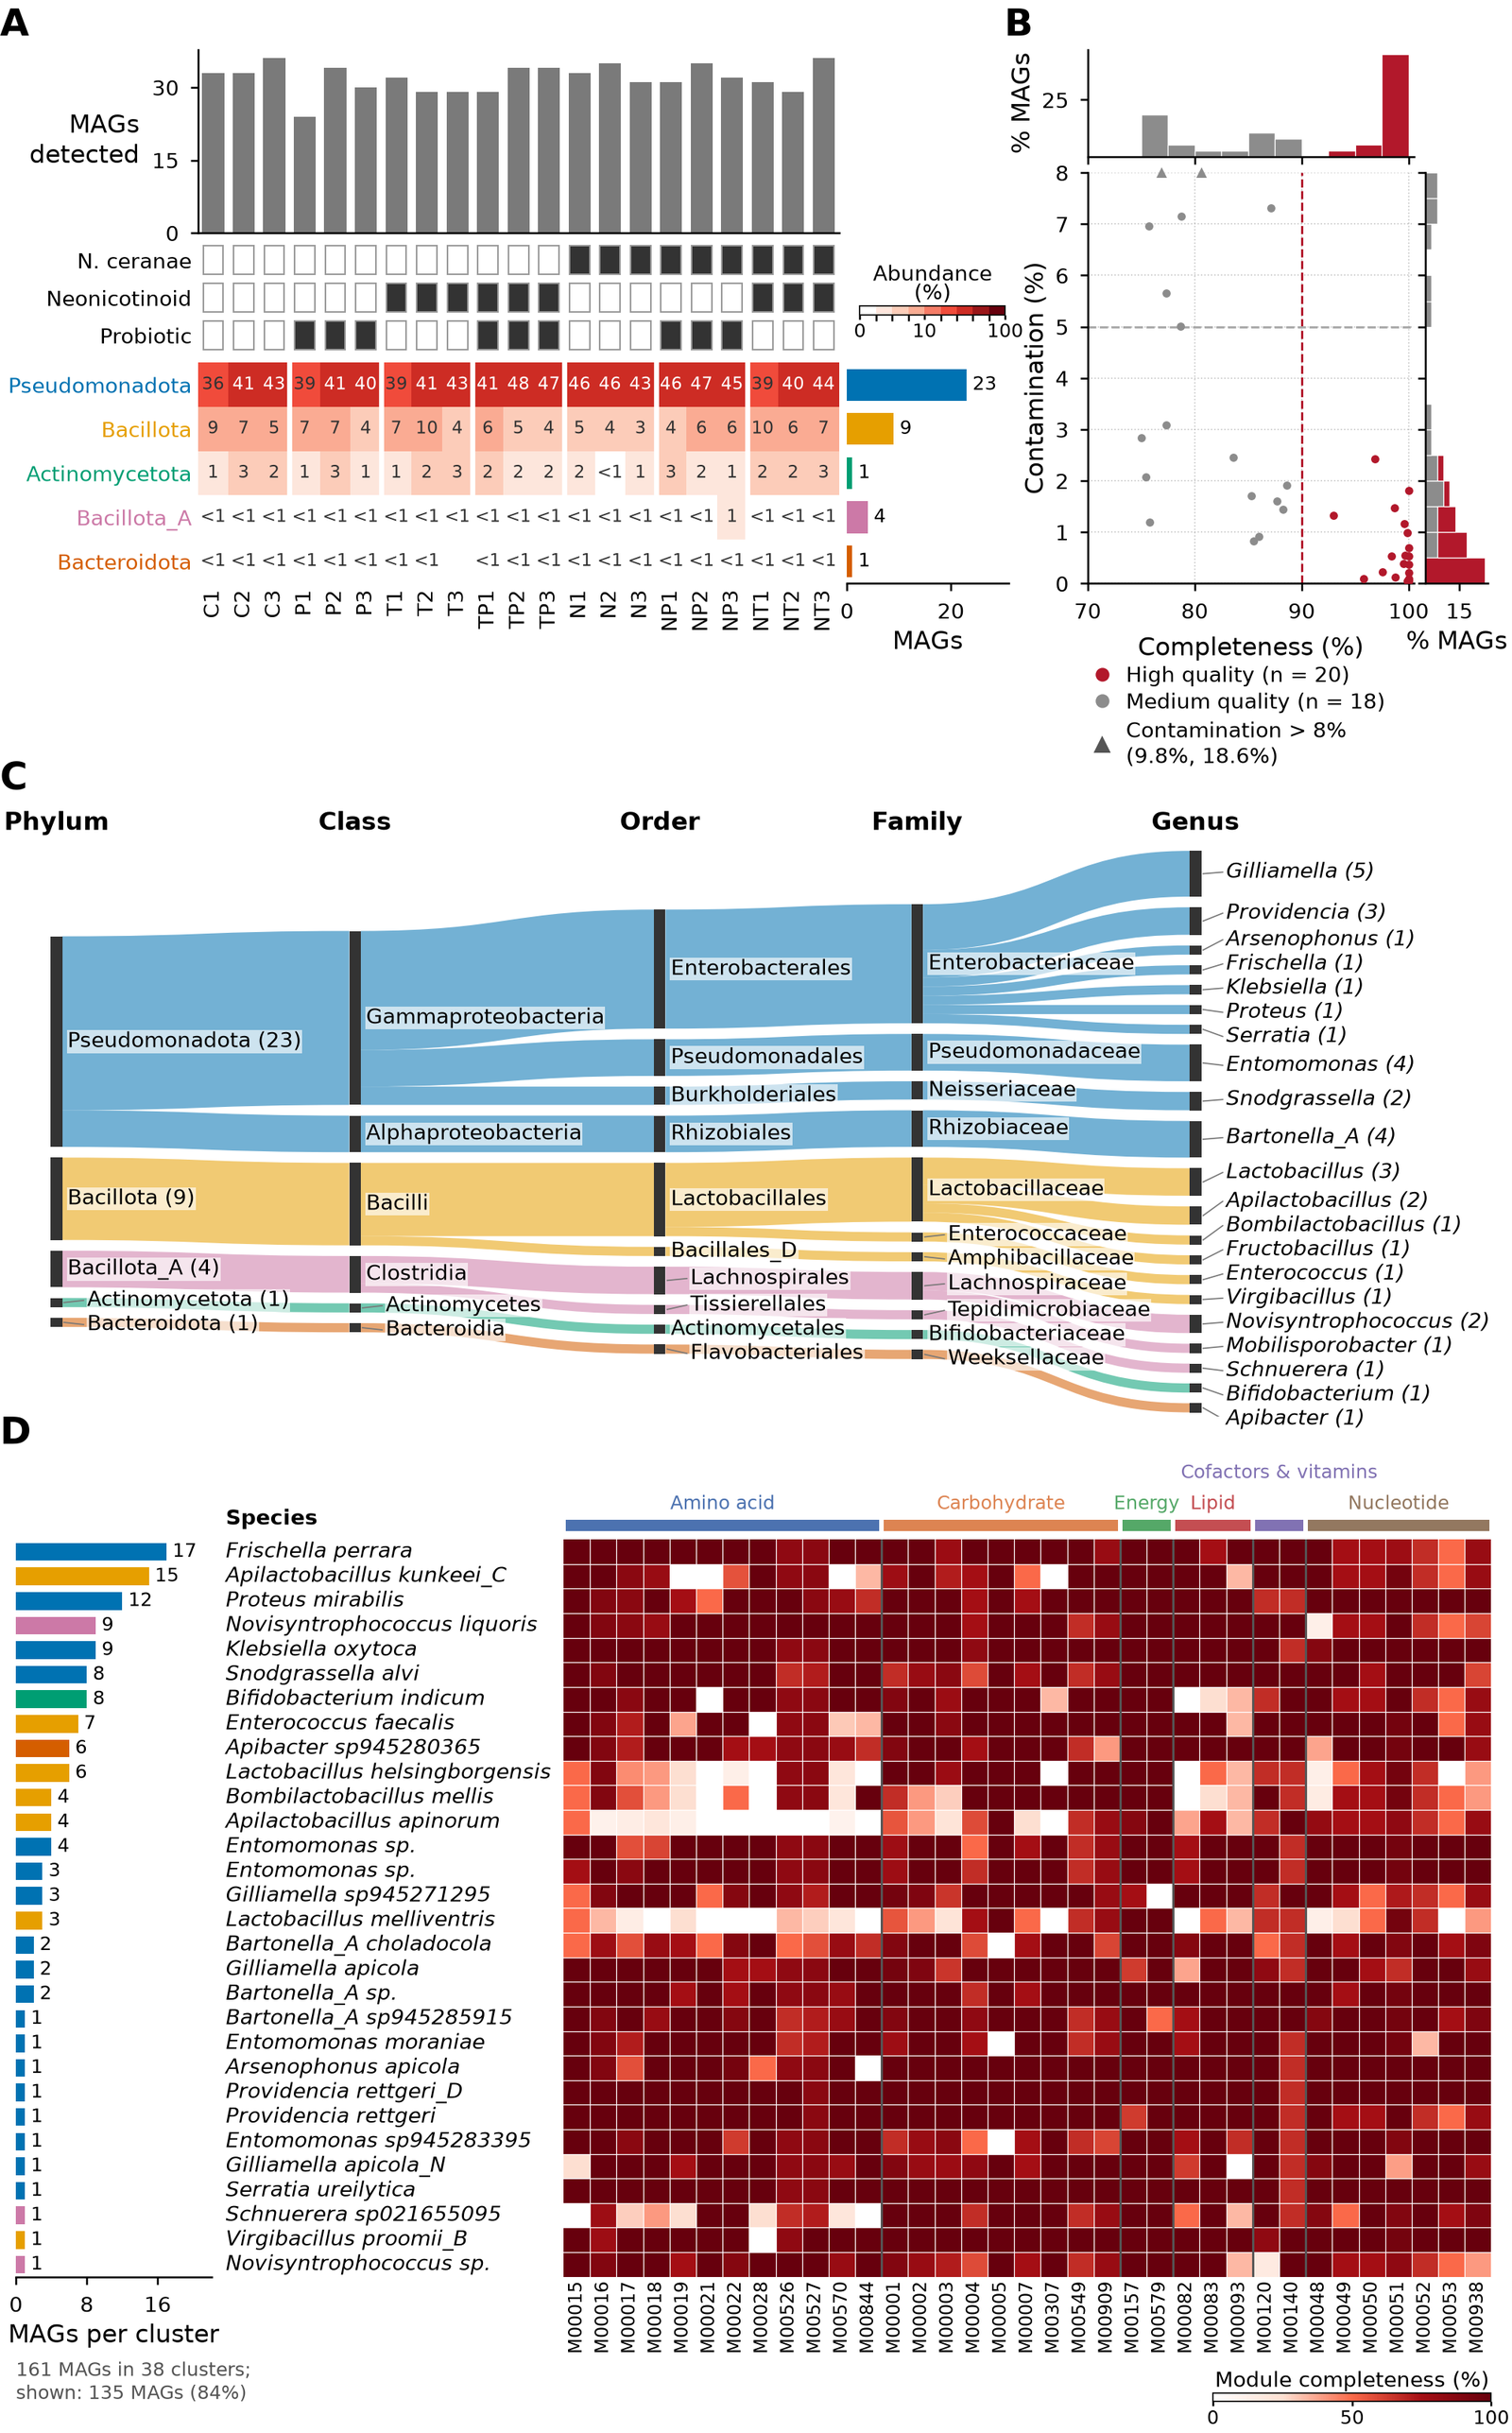 A
B
MAGs
detected
30
15
0
N. ceranae
Neonicotinoid
Probiotic
Abundance
(%)
0 10 100
Pseudomonata 36 41 43 39 41 40 39 41 43 41 48 47 46 46 43 46 47 45 39 40 44 23
Bacillota 9 7 5 7 7 4 7 10 4 6 5 4 5 4 3 4 6 6 10 6 7 9
Actinomycetota 1 3 2 1 3 1 1 2 3 2 2 2 2 <1 1 3 2 1 2 2 3 1
Bacillota_A <1 <1 <1 <1 <1 <1 <1 <1 <1 <1 <1 <1 <1 <1 <1 <1 <1 1 <1 <1 <1 4
Bacteroidota <1 <1 <1 <1 <1 <1 <1 <1 <1 <1 <1 <1 <1 <1 <1 <1 <1 <1 <1 <1 1
C1 C2 C3 P1 P2 P3 T1 T2 T3 TP1 TP2 TP3 N1 N2 N3 NP1 NP2 NP3 NT1 NT2 NT3
0 20
MAGs
% MAGs
25
Contamination (%)
8
7
6
5
4
3
2
1
0
70 80 90 100
15
Completeness (%)
% MAGs
High quality (n = 20)
Medium quality (n = 18)
Contamination > 8%
(9.8%, 18.6%)
C
Phylum Class Order Family Genus
Pseudomonadota (23)
Bacillota (9)
Bacillota_A (4)
Actinomycetota (1)
Bacteroidota (1)
Gammaproteobacteria
Alphaproteobacteria
Bacilli
Clostridia
Actinomycetes
Bacteroidia
Enterobacterales
Pseudomonadales
Burkholderiales
Rhizobiales
Lactobacillales
Bacillales_D
Lachnospirales
Tissierellales
Actinomycetales
Flavobacteriales
Enterobacteriaceae
Pseudomonadaceae
Neisseriaceae
Rhizobiaceae
Lactobacillaceae
Enterococcaceae
Amphibacillaceae
Lachnospiraceae
Tepidimicrobiaceae
Bifidobacteriaceae
Weeksellaceae
Gilliamella (5)
Providencia (3)
Arsenophonus (1)
Frischella (1)
Klebsiella (1)
Proteus (1)
Serratia (1)
Entomomonas (4)
Snodgrassella (2)
Bartonella_A (4)
Lactobacillus (3)
Apilactobacillus (2)
Bombilactobacillus (1)
Fructobacillus (1)
Enterococcus (1)
Virgibacillus (1)
Novisyntrophococcus (2)
Mobilisporobacter (1)
Schnuerera (1)
Bifidobacterium (1)
Apibacter (1)
D
Cofactors & vitamins
Amino acid Carbohydrate Energy Lipid Nucleotide
Species
17 Frischella perrara
15 Apilactobacillus kunkeei_C
12 Proteus mirabilis
9 Novisyntrophococcus liquoris
9 Klebsiella oxytoca
8 Snodgrassella alvi
8 Bifidobacterium indicum
7 Enterococcus faecalis
6 Apibacter sp945280365
6 Lactobacillus helsingborgensis
4 Bombilactobacillus mellis
4 Apilactobacillus apinorum
4 Entomomonas sp.
3 Entomomonas sp.
3 Gilliamella sp945271295
3 Lactobacillus melliventris
2 Bartonella_A choladocola
2 Gilliamella apicola
2 Bartonella_A sp.
1 Bartonella_A sp945285915
1 Entomomonas moraniae
1 Arsenophonus apicola
1 Providencia rettgeri_D
1 Providencia rettgeri
1 Entomomonas sp945283395
1 Gilliamella apicola_N
1 Serratia ureilytica
1 Schnuerera sp021655095
1 Virgibacillus proomii_B
1 Novisyntrophococcus sp.
0 8 16
MAGs per cluster
M00015 M00016 M00017 M00018 M00019 M00021 M00022 M00028 M00526 M00527 M00570 M00844 M00001 M00002 M00003 M00004 M00005 M00007 M00307 M00549 M00909 M00157 M00579 M00082 M00083 M00093 M00120 M00140 M00048 M00049 M00050 M00051 M00052 M00053 M00938
161 MAGs in 38 clusters;
shown: 135 MAGs (84%)
Module completeness (%)
0 50 100